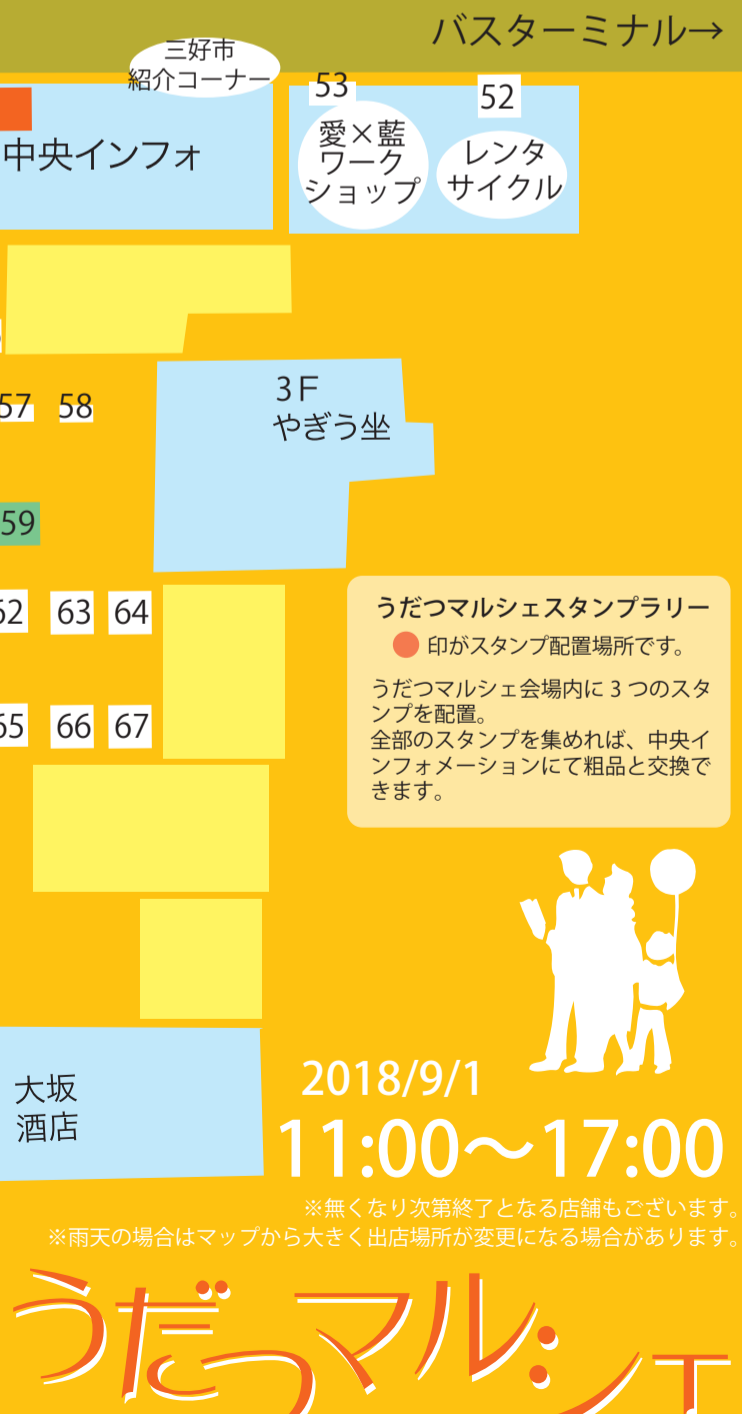 バスターミナル→
三好市
紹介コーナー
53
52
中央インフォ
愛×藍
ワーク
ショップ
レンタ
サイクル
3F
やぎう坐
57
58
59
62
63
64
65
66
67
うだつマルシェスタンプラリー
印がスタンプ配置場所です。
うだつマルシェ会場内に 3 つのスタ
ンプを配置。
全部のスタンプを集めれば、中央イ
ンフォメーションにて粗品と交換で
きます。
大坂
酒店
2018/9/1
11:00〜17:00
※無くなり次第終了となる店舗もございます。
※雨天の場合はマップから大きく出店場所が変更になる場合があります。
うだつマルシェ